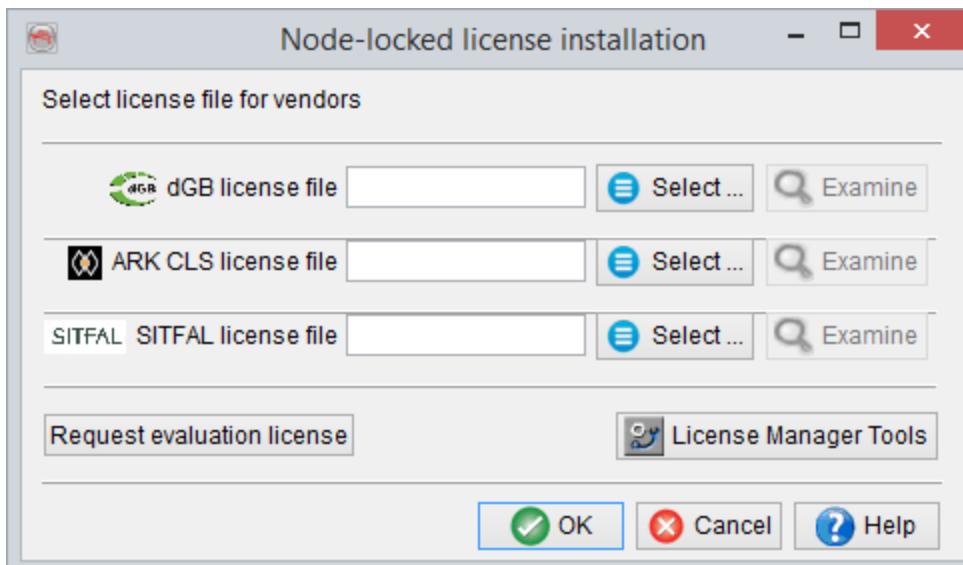 Node-locked license installation
Select license file for vendors
dGB dGB license file Select ... Examine
ARK CLS license file Select ... Examine
SITFAL SITFAL license file Select ... Examine
Request evaluation license License Manager Tools
OK Cancel Help